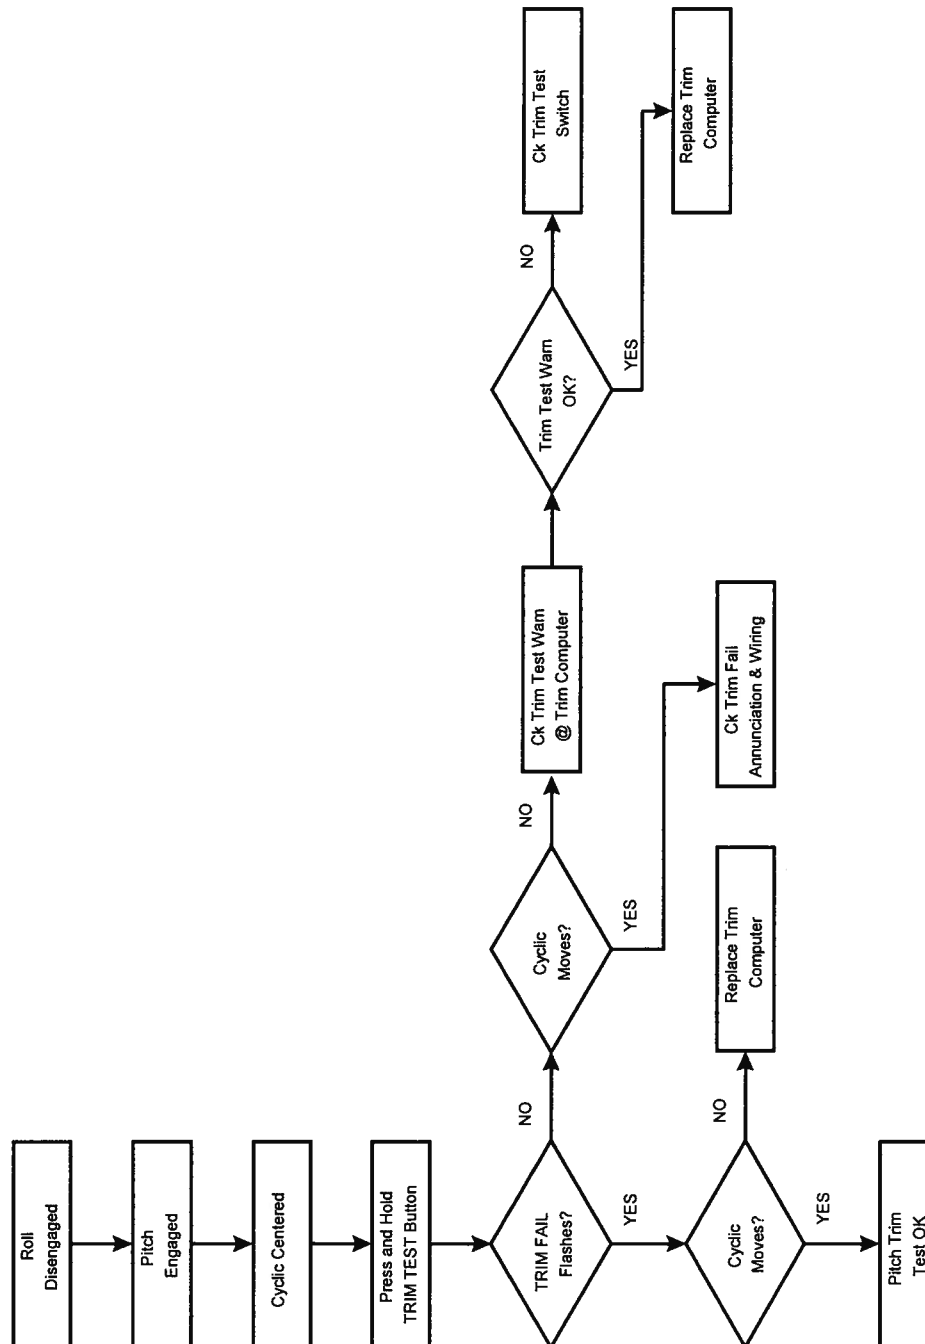 Roll
Disengaged
Pitch
Engaged
Cyclic Centered
Press and Hold
TRIM TEST Button
TRIM FAIL
Flashes?
NO
Cyclic
Moves?
NO
Ck Trim Test Warn
@ Trim Computer
Trim Test Warn
OK?
NO
Ck Trim Test
Switch
YES
Replace Trim
Computer
YES
Ck Trim Fail
Annunciation & Wiring
YES
Cyclic
Moves?
NO
Replace Trim
Computer
YES
Pitch Trim
Test OK